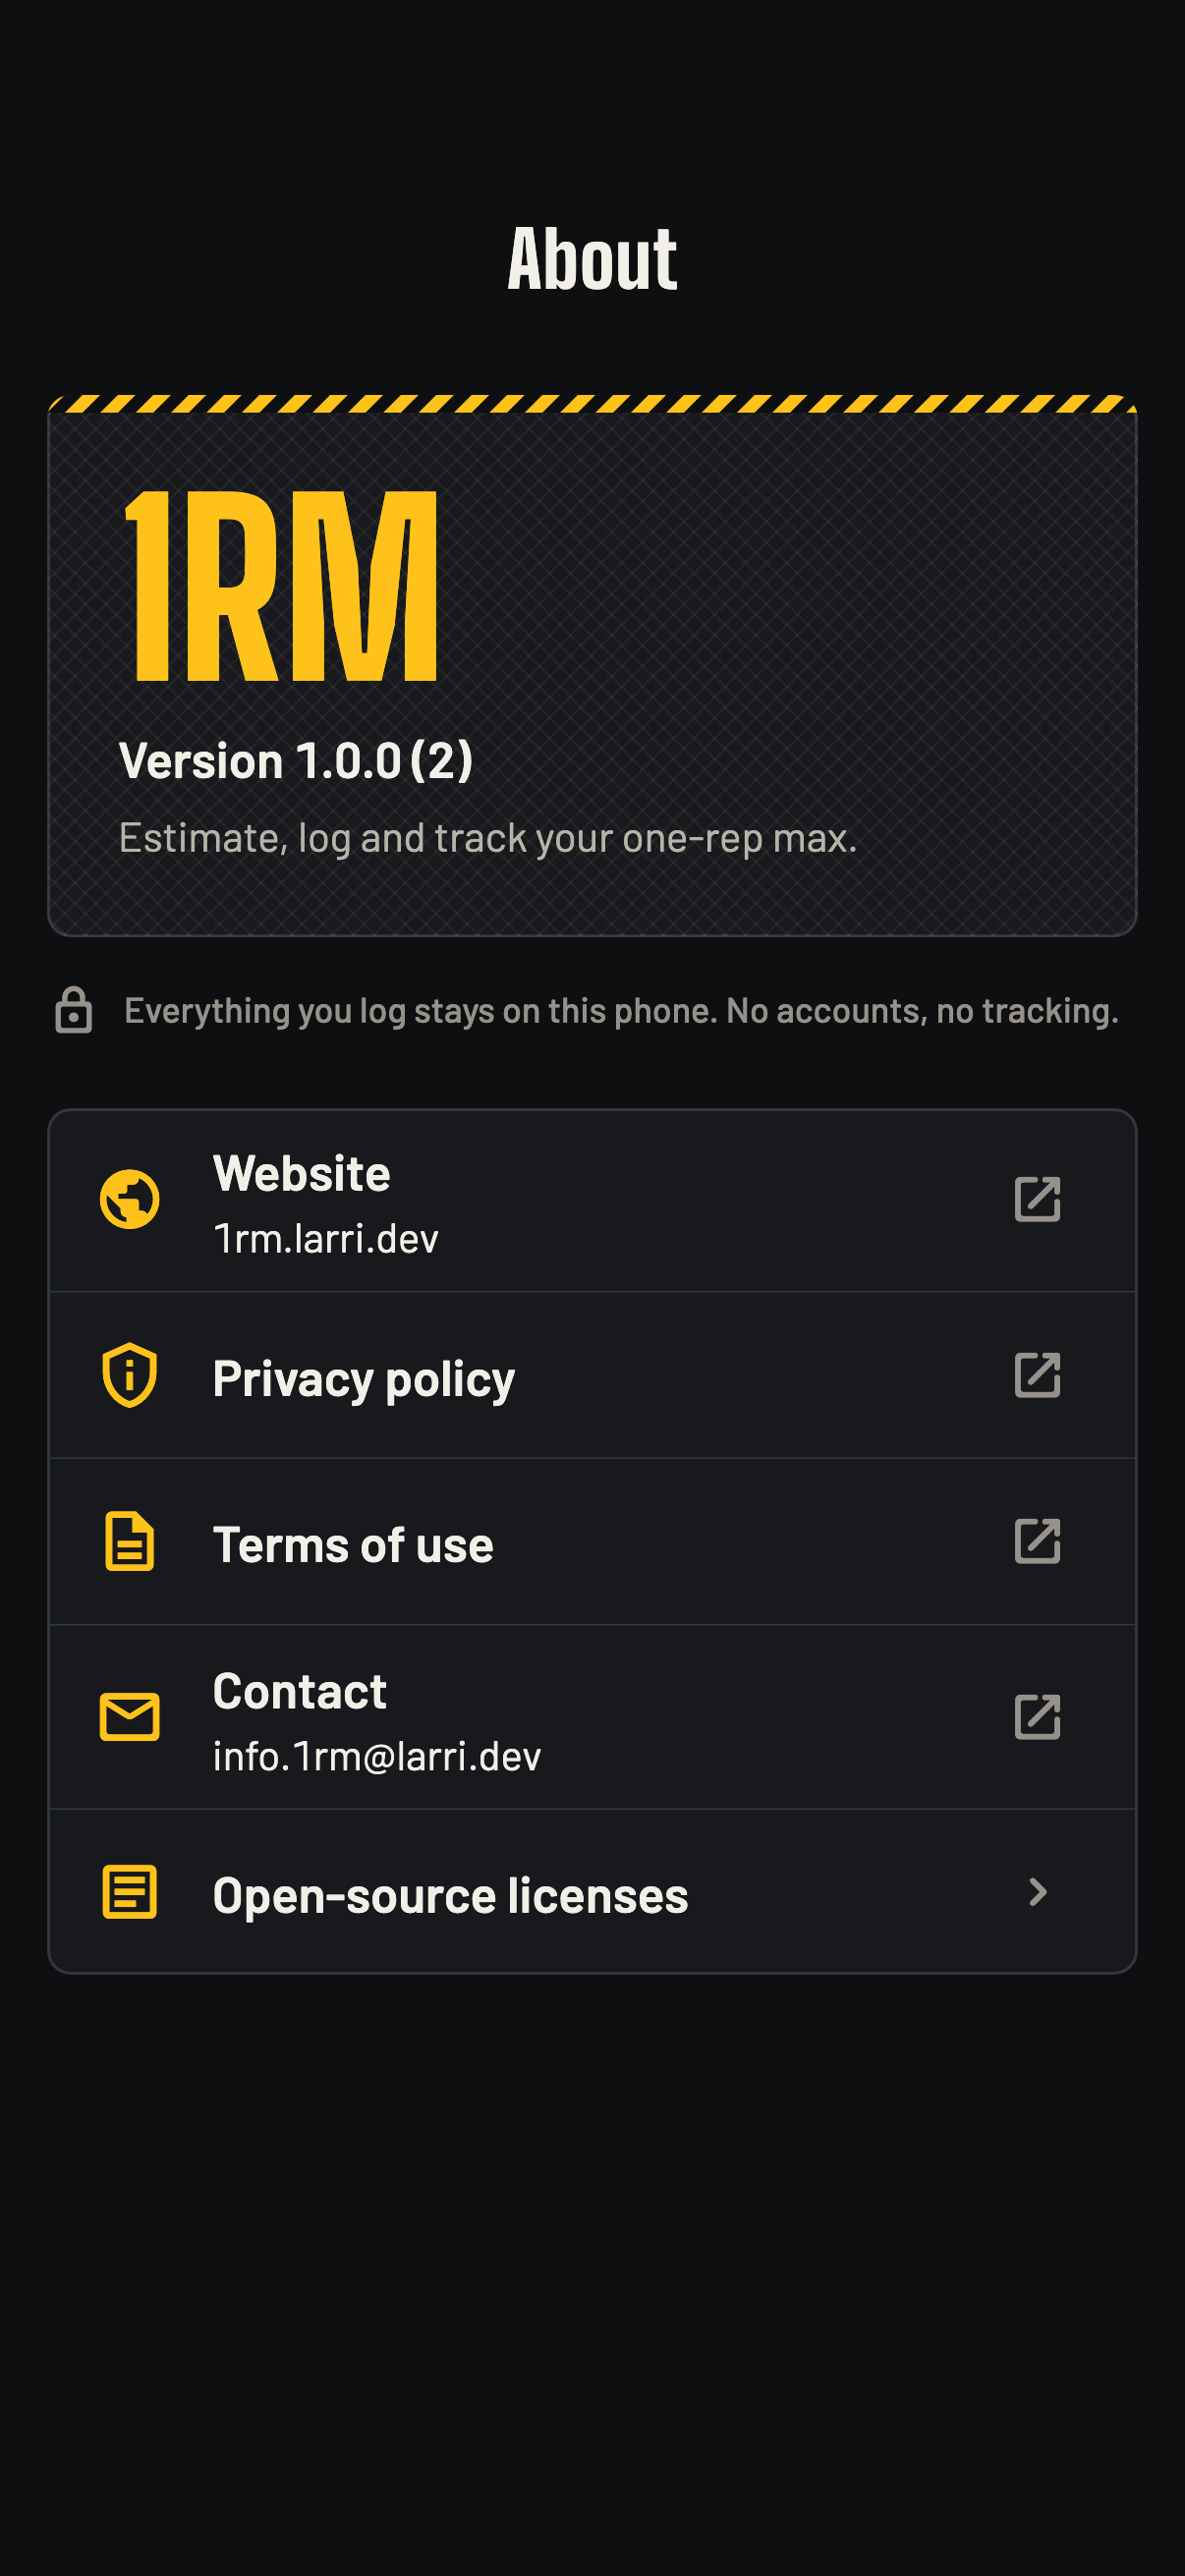 About
1RM
Version 1.0.0 (2)
Estimate, log and track your one-rep max.
Everything you log stays on this phone. No accounts, no tracking.
Website
1rm.larri.dev
Privacy policy
Terms of use
Contact
info.1rm@larri.dev
Open-source licenses